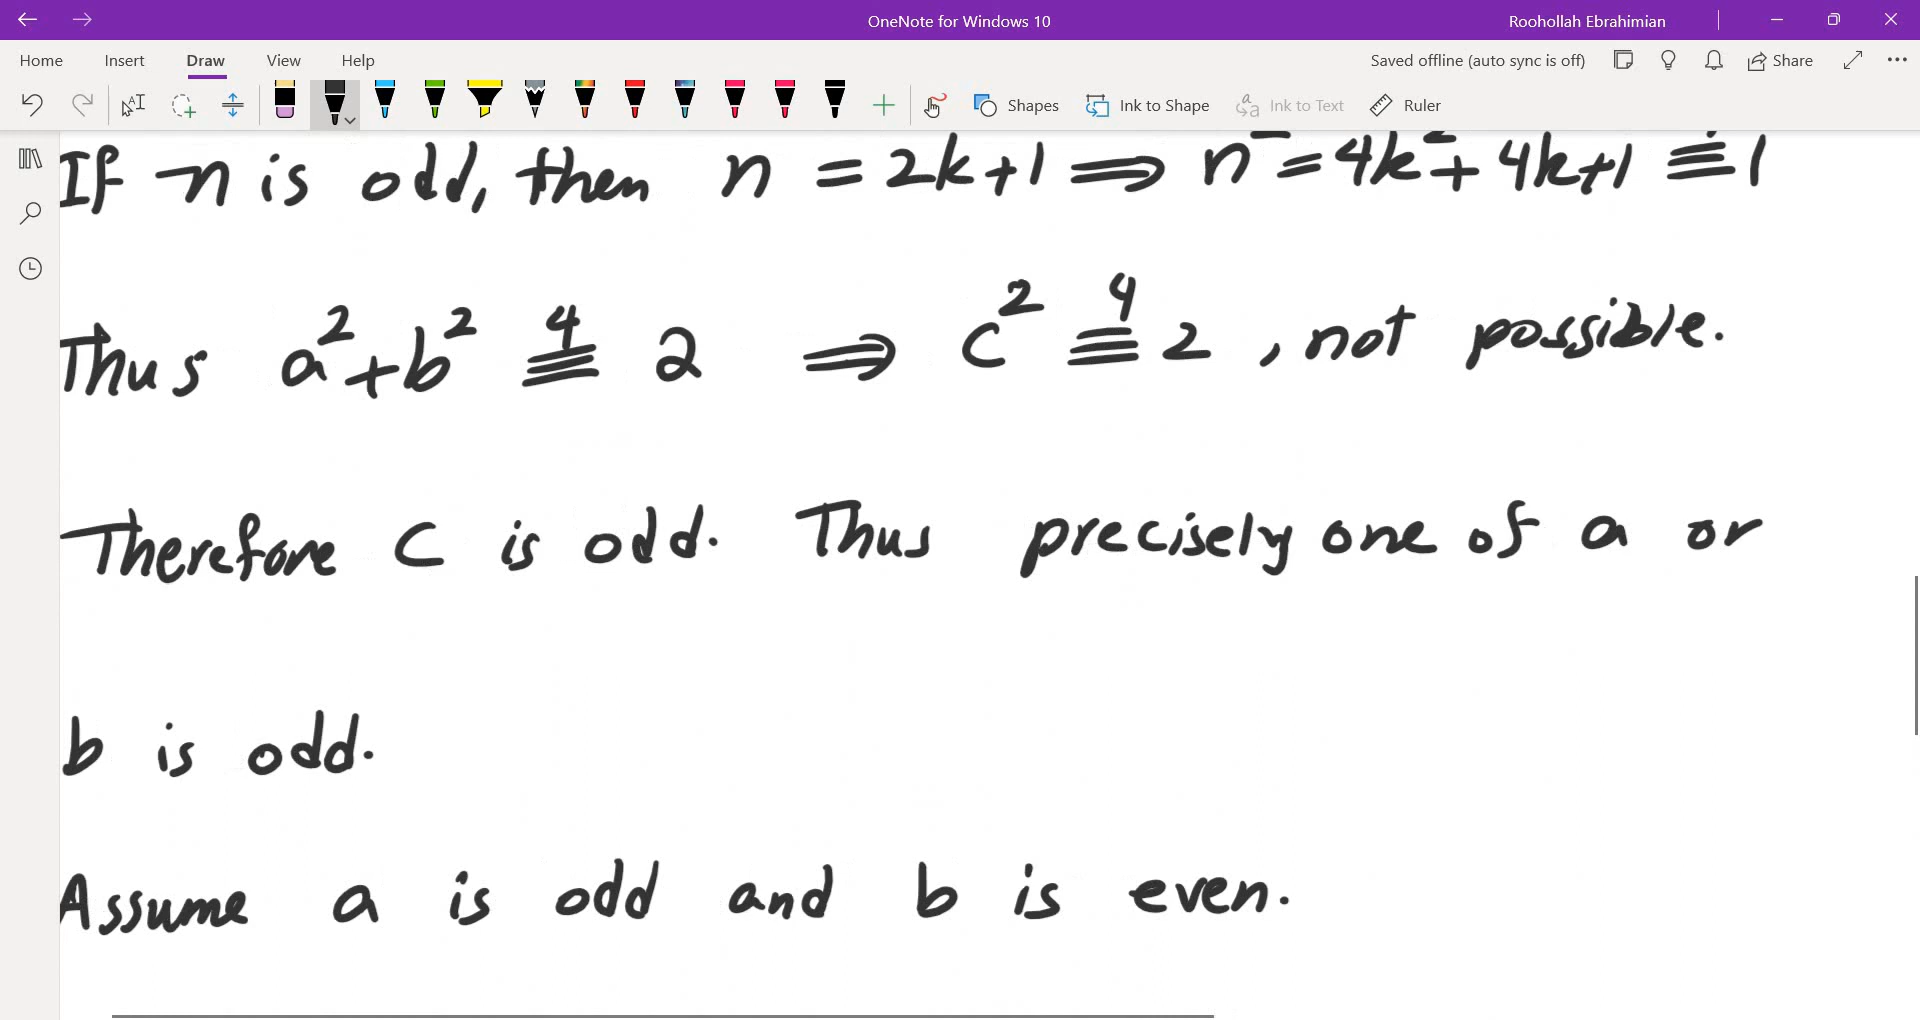 OneNote for Windows 10
Roohollah Ebrahimian
Home Insert Draw View Help
Saved offline (auto sync is off) Share
Shapes Ink to Shape Ink to Text Ruler
If n is odd, then n = 2k+1 ⟹ n² = 4k² + 4k+1 ≡ 1
Thus a² + b² ≡⁴ 2 ⟹ c² ≡⁴ 2, not possible.
Therefore c is odd. Thus precisely one of a or
b is odd.
Assume a is odd and b is even.